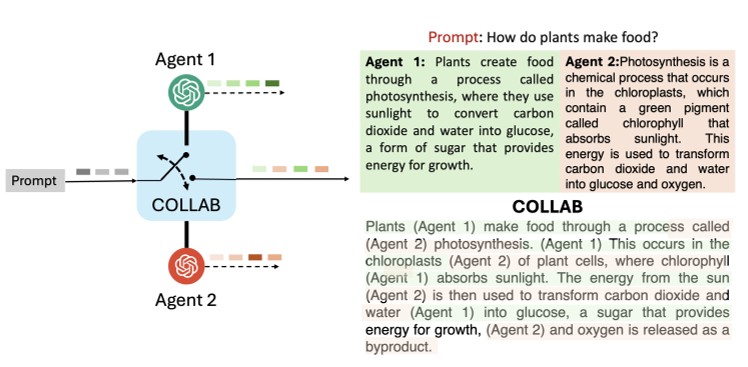 Agent 1
Prompt
COLLAB
Agent 2
Prompt: How do plants make food?
Agent 1: Plants create food
through a process called
photosynthesis, where they use
sunlight to convert carbon
dioxide and water into glucose,
a form of sugar that provides
energy for growth.
Agent 2:Photosynthesis is a
chemical process that occurs
in the chloroplasts, which
contain a green pigment
called chlorophyll that
absorbs sunlight. This
energy is used to transform
carbon dioxide and water
into glucose and oxygen.
COLLAB
Plants (Agent 1) make food through a process called
(Agent 2) photosynthesis. (Agent 1) This occurs in the
chloroplasts (Agent 2) of plant cells, where chlorophyll
(Agent 1) absorbs sunlight. The energy from the sun
(Agent 2) is then used to transform carbon dioxide and
water (Agent 1) into glucose, a sugar that provides
energy for growth, (Agent 2) and oxygen is released as a
byproduct.